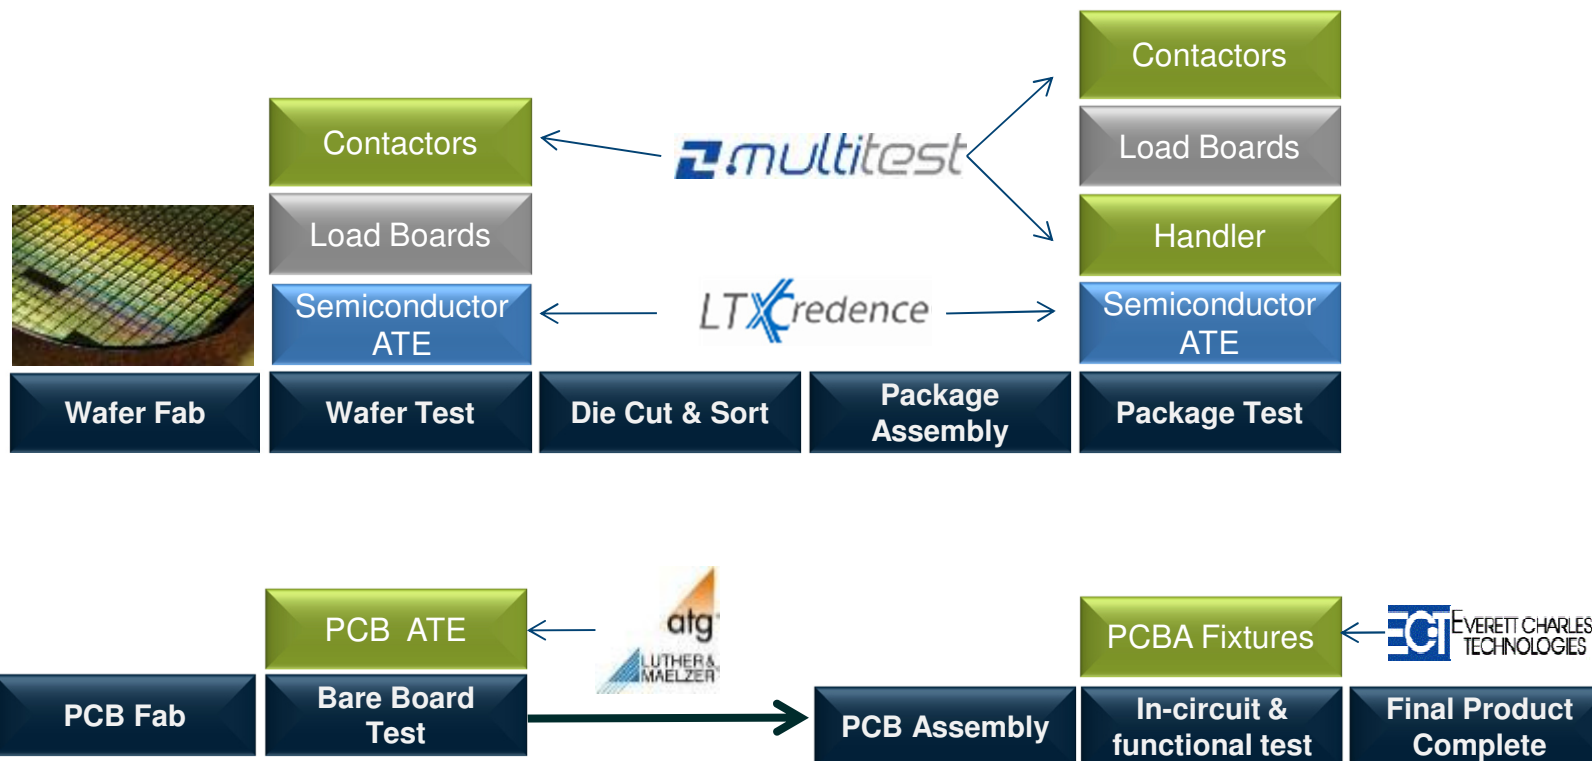 Contactors
Contactors
multitest
Load Boards
Load Boards
Handler
Semiconductor
ATE
LTXCredence
Semiconductor
ATE
Wafer Fab
Wafer Test
Die Cut & Sort
Package
Assembly
Package Test
atg
LUTHER &
MAELZER
PCB ATE
PCBA Fixtures
ECT
EVERETT CHARLES
TECHNOLOGIES
PCB Fab
Bare Board
Test
PCB Assembly
In-circuit &
functional test
Final Product
Complete